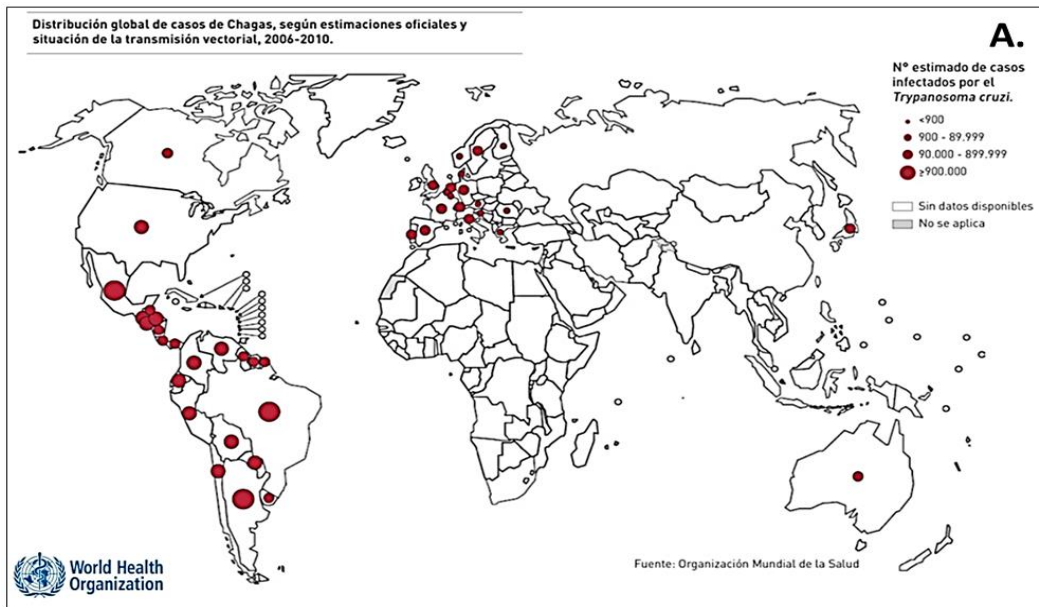 Distribución global de casos de Chagas, según estimaciones oficiales y
situación de la transmisión vectorial, 2006-2010.
A.
N° estimado de casos
infectados por el
Trypanosoma cruzi.
<900
900 - 89.999
90.000 - 899.999
≥900.000
Sin datos disponibles
No se aplica
World Health
Organization
Fuente: Organización Mundial de la Salud